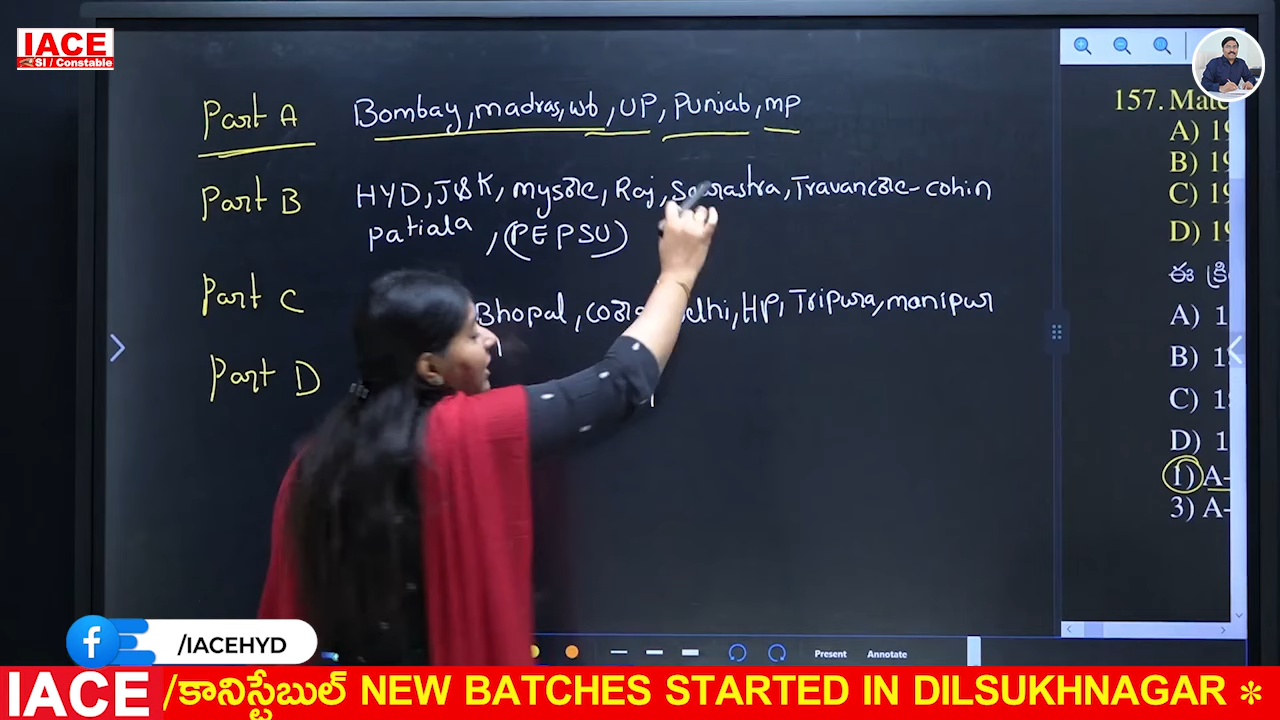 IACE
SI / Constable
Part A Bombay, madras, wb, UP, Punjab, mp
Part B HYD, J&K, mysore, Raj, Saurastra, Travancore-cohin
patiala, (PEPSU)
Part C Bhopal, coorg, delhi, HP, Tripura, manipur
Part D
157. Matc
A) 19
B) 19
C) 19
D) 19
ఈ క్రి
A) 1
B) 1
C) 1
D) 1
1) A-
3) A-
Present Annotate
/IACEHYD
IACE /కానిస్టేబుల్ NEW BATCHES STARTED IN DILSUKHNAGAR *